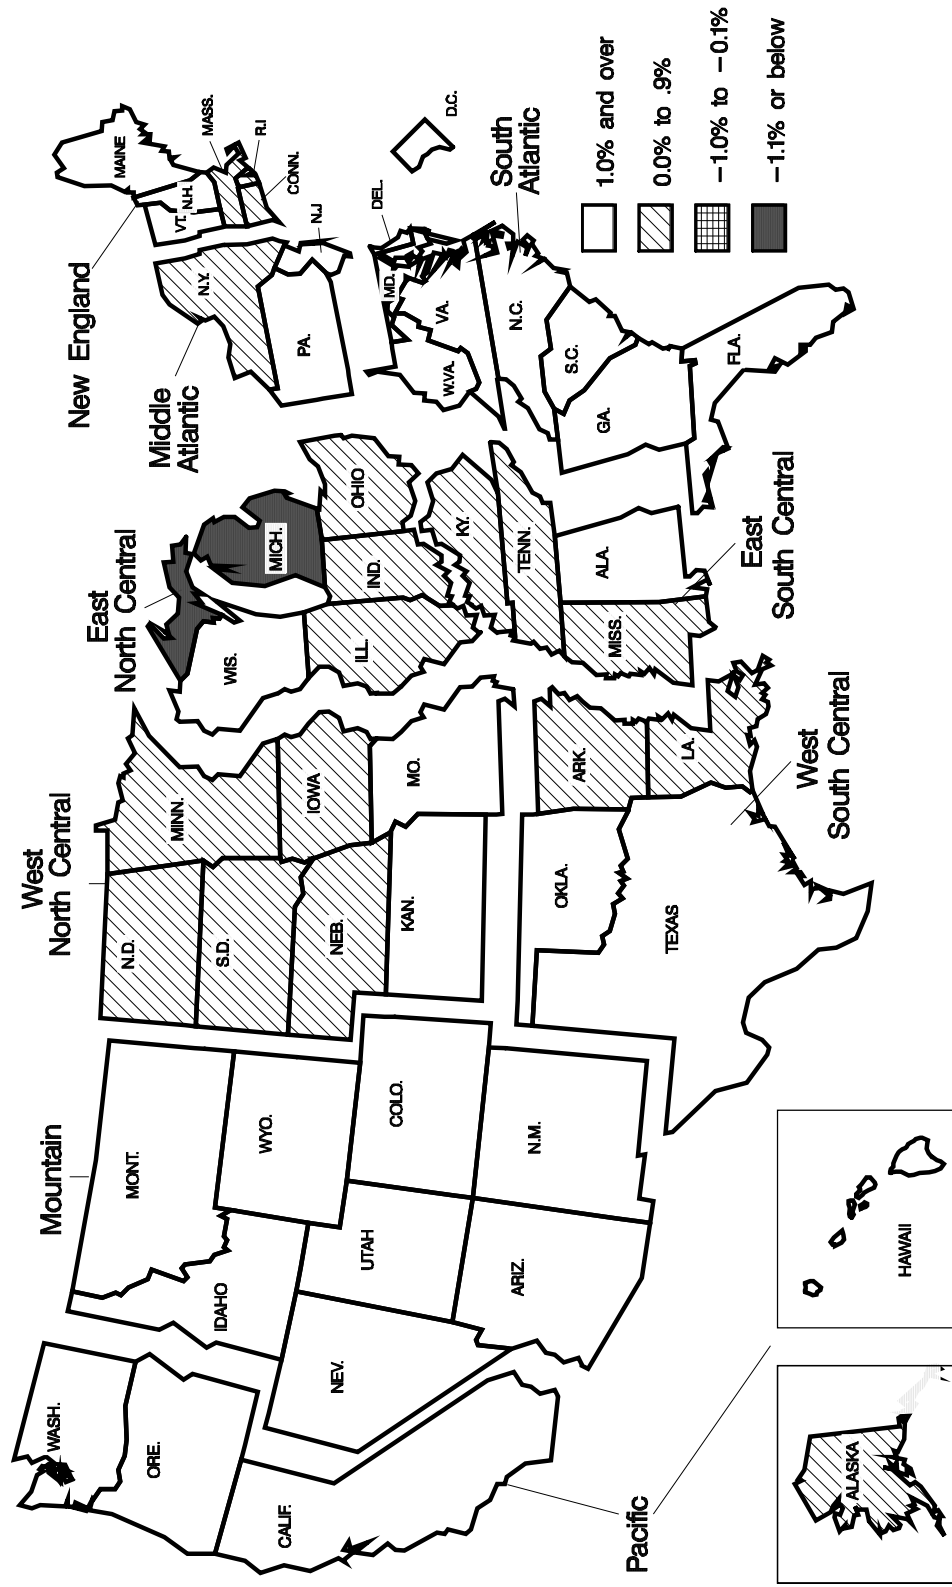 Pacific
Mountain
West
North Central
East
North Central
Middle
Atlantic
New England
WASH.
ORE.
CALIF.
NEV.
IDAHO
MONT.
WYO.
UTAH
COLO.
ARIZ.
N.M.
N.D.
S.D.
NEB.
KAN.
MINN.
IOWA
MO.
OKLA.
TEXAS
ARK.
LA.
WIS.
ILL.
MICH.
IND.
OHIO
KY.
TENN.
MISS.
ALA.
GA.
FLA.
S.C.
N.C.
VA.
W.VA.
MD.
DEL.
D.C.
PA.
N.J
N.Y.
VT.
N.H.
MAINE
MASS.
R.I
CONN.
ALASKA
HAWAII
West
South Central
East
South Central
South
Atlantic
1.0% and over
0.0% to .9%
−1.0% to −0.1%
−1.1% or below